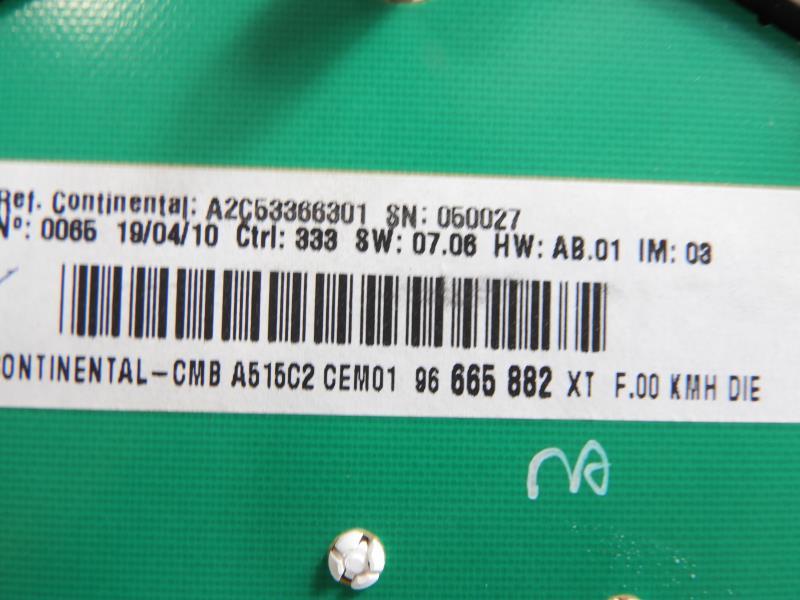 Ref. Continental: A2C53366301 SN: 050027
N°: 0065 19/04/10 Ctrl: 333 SW: 07.06 HW: AB.01 IM: 03
CONTINENTAL-CMB A515C2 CEM01 96 665 882 XT F.00 KMH DIE